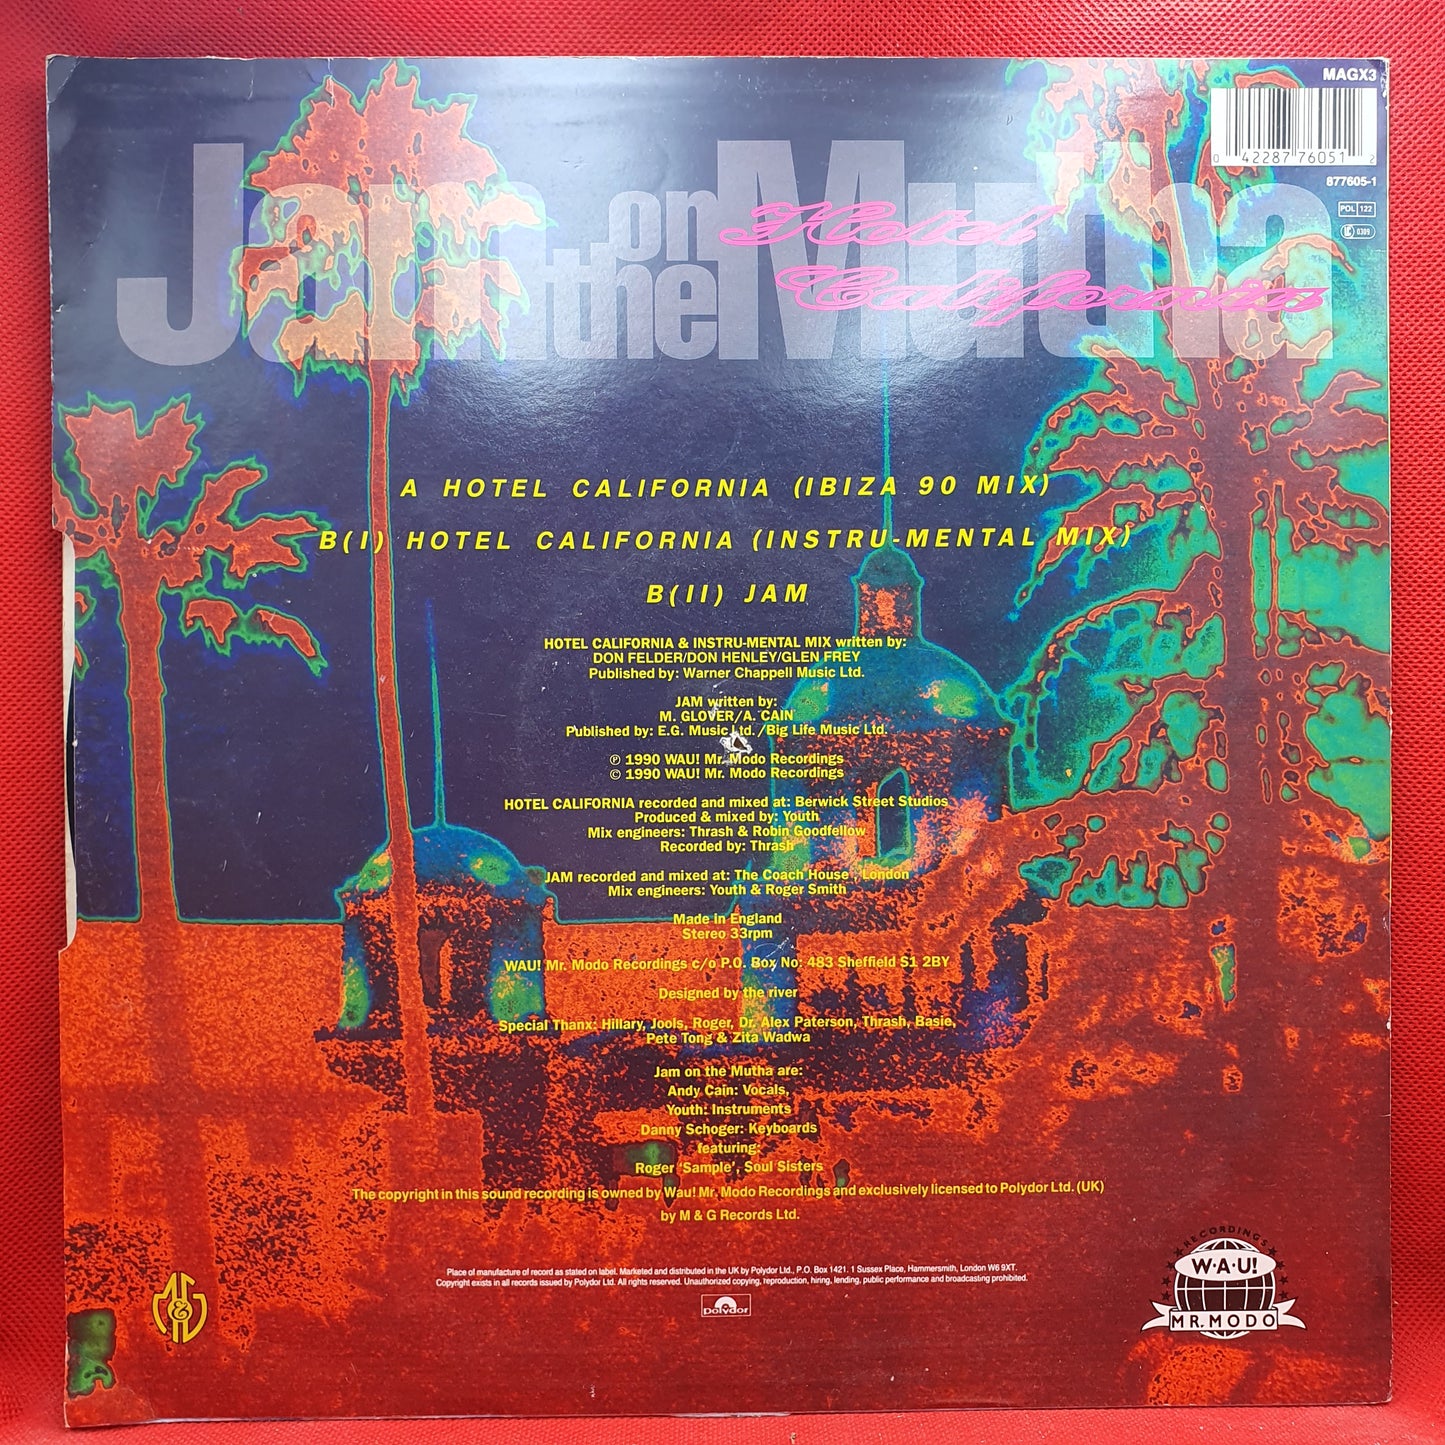 MAGX3
0 42287 76051 2
877605-1
POL 122
LC 0309
Jam on the Mutha
Hotel
California
A HOTEL CALIFORNIA (IBIZA 90 MIX)
B(I) HOTEL CALIFORNIA (INSTRU-MENTAL MIX)
B(II) JAM
HOTEL CALIFORNIA & INSTRU-MENTAL MIX written by:
DON FELDER/DON HENLEY/GLEN FREY
Published by: Warner Chappell Music Ltd.
JAM written by:
M. GLOVER/A. CAIN
Published by: E.G. Music Ltd./Big Life Music Ltd.
℗ 1990 WAU! Mr. Modo Recordings
© 1990 WAU! Mr. Modo Recordings
HOTEL CALIFORNIA recorded and mixed at: Berwick Street Studios
Produced & mixed by: Youth
Mix engineers: Thrash & Robin Goodfellow
Recorded by: Thrash
JAM recorded and mixed at: The Coach House, London
Mix engineers: Youth & Roger Smith
Made in England
Stereo 33rpm
WAU! Mr. Modo Recordings c/o P.O. Box No: 483 Sheffield S1 2BY
Designed by the river
Special Thanx: Hillary, Jools, Roger, Dr. Alex Paterson, Thrash, Basie,
Pete Tong & Zita Wadwa
Jam on the Mutha are:
Andy Cain: Vocals,
Youth: Instruments
Danny Schoger: Keyboards
featuring:
Roger 'Sample', Soul Sisters
The copyright in this sound recording is owned by Wau! Mr. Modo Recordings and exclusively licensed to Polydor Ltd. (UK)
by M & G Records Ltd.
Place of manufacture of record as stated on label. Marketed and distributed in the UK by Polydor Ltd., P.O. Box 1421. 1 Sussex Place, Hammersmith, London W6 9XT.
Copyright exists in all records issued by Polydor Ltd. All rights reserved. Unauthorized copying, reproduction, hiring, lending, public performance and broadcasting prohibited.
Polydor
M&G
RECORDINGS
W·A·U!
MR.MODO